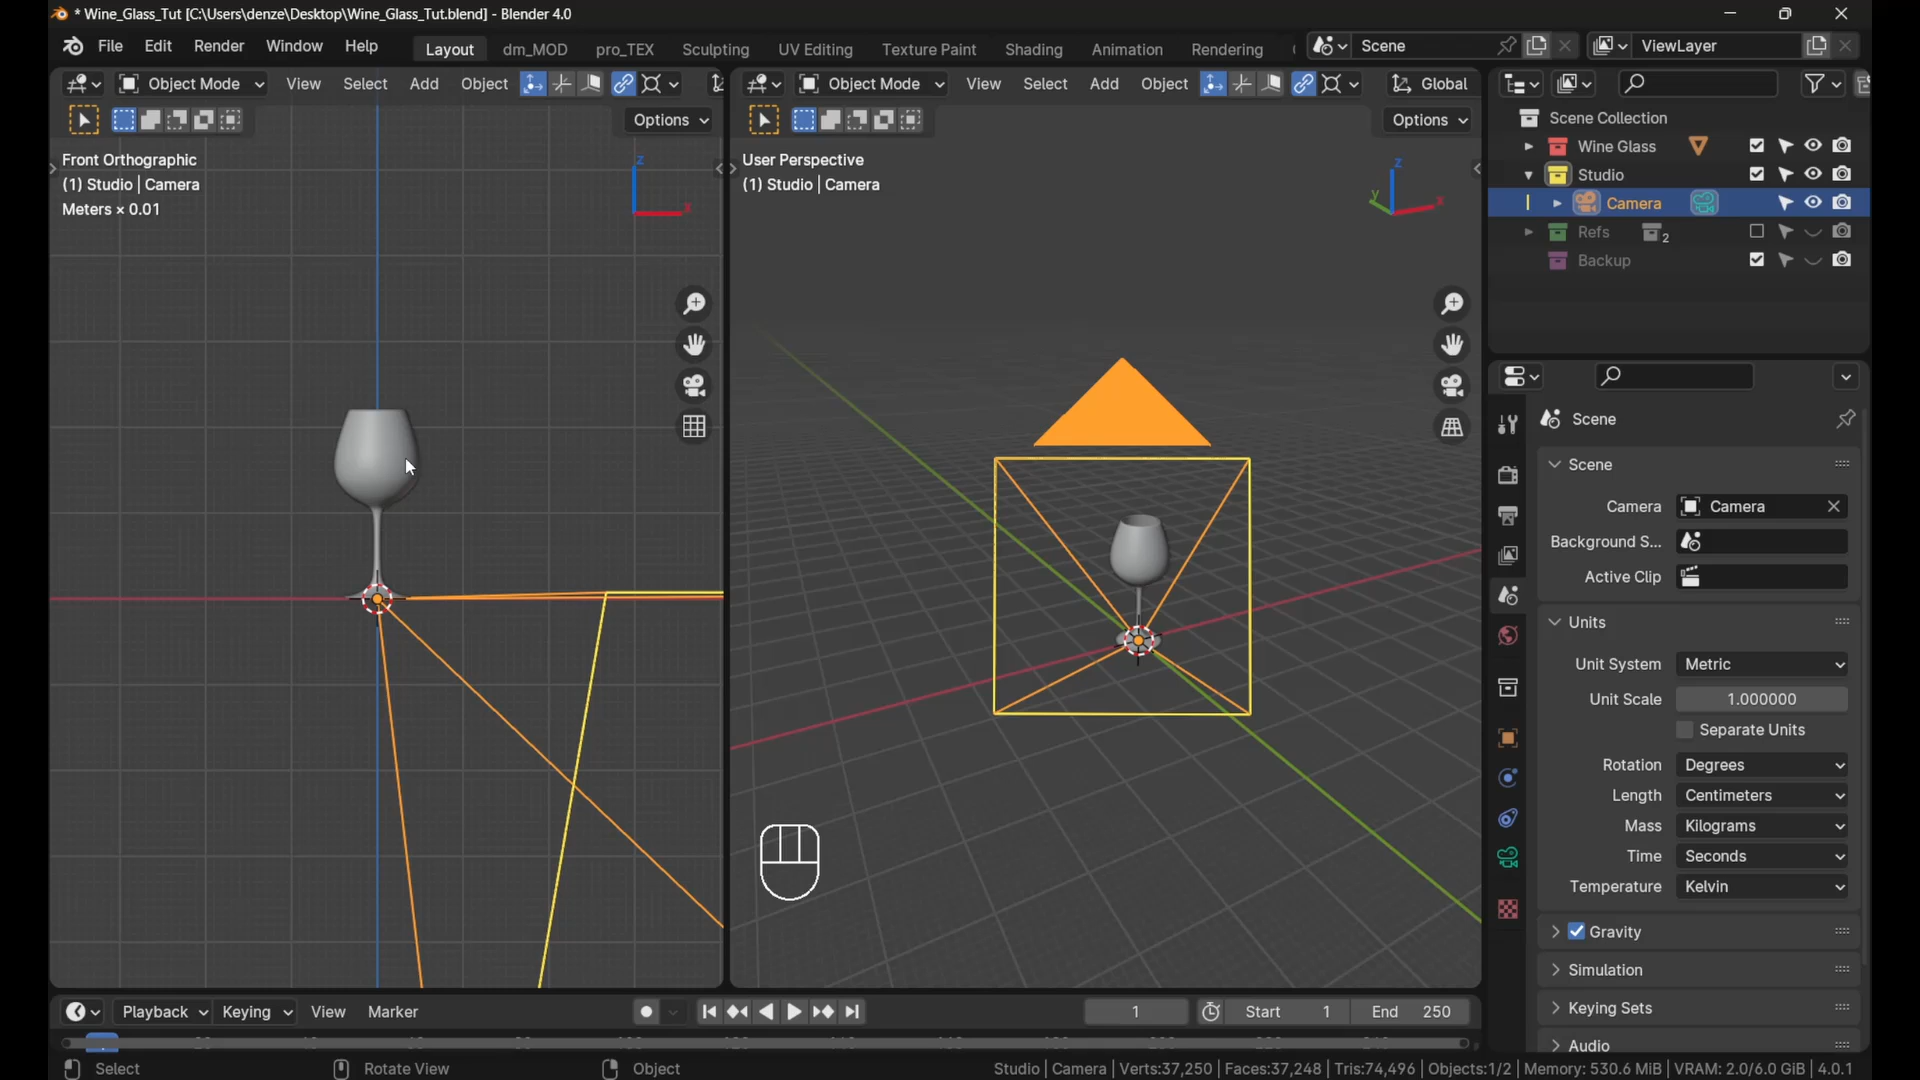 * Wine_Glass_Tut [C:\Users\denze\Desktop\Wine_Glass_Tut.blend] - Blender 4.0
File Edit Render Window Help Layout dm_MOD pro_TEX Sculpting UV Editing Texture Paint Shading Animation Rendering Scene ViewLayer
Object Mode View Select Add Object
Object Mode View Select Add Object Global
Options
Options
Front Orthographic
(1) Studio | Camera
Meters × 0.01
z
x
User Perspective
(1) Studio | Camera
z
y
x
Scene Collection
Wine Glass
Studio
Camera
Refs 2
Backup
Scene
Scene
Camera Camera
Background S...
Active Clip
Units
Unit System Metric
Unit Scale 1.000000
Separate Units
Rotation Degrees
Length Centimeters
Mass Kilograms
Time Seconds
Temperature Kelvin
Gravity
Simulation
Keying Sets
Audio
Playback Keying View Marker 1 Start 1 End 250
Select Rotate View Object Studio | Camera | Verts:37,250 | Faces:37,248 | Tris:74,496 | Objects:1/2 | Memory: 530.6 MiB | VRAM: 2.0/6.0 GiB | 4.0.1